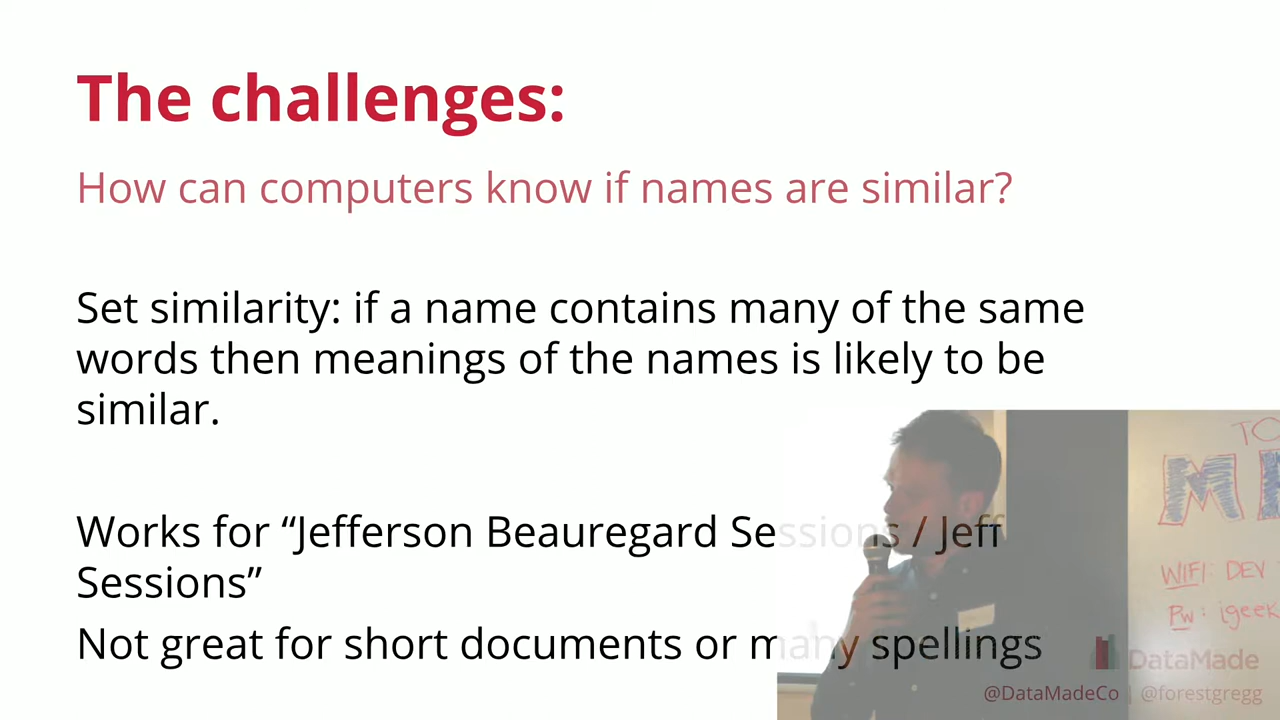 The challenges:
How can computers know if names are similar?
Set similarity: if a name contains many of the same
words then meanings of the names is likely to be
similar.
Works for “Jefferson Beauregard Sessions / Jeff
Sessions”
Not great for short documents or many spellings
TO
M
WIFI: DEV
Pw: igeek
DataMade
@DataMadeCo | @forestgregg